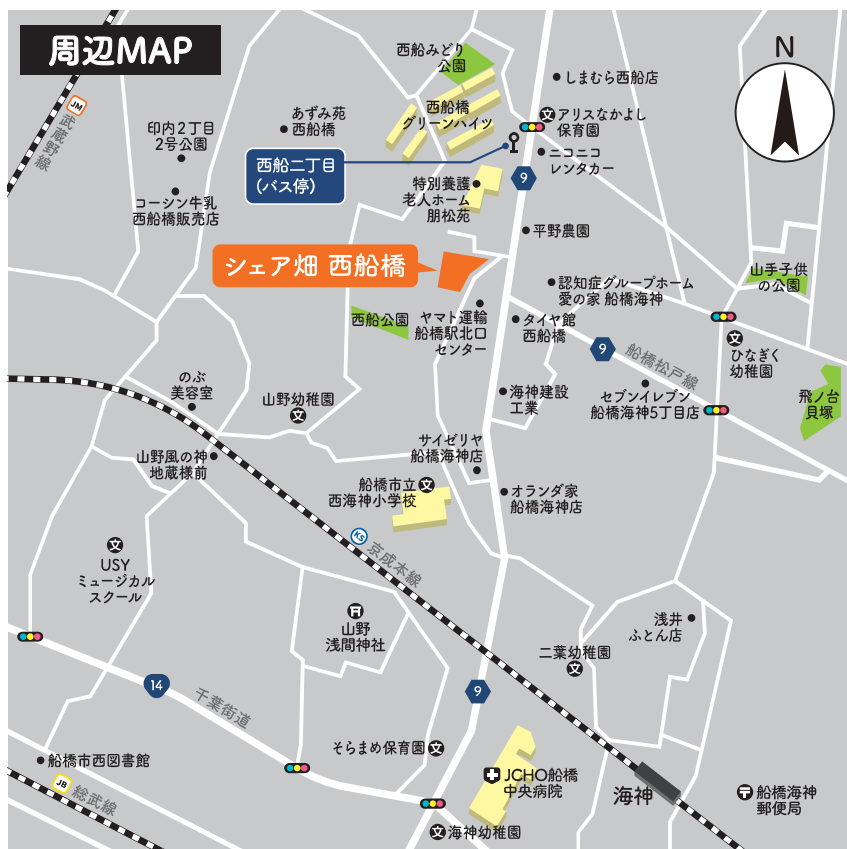 周辺MAP
N
西船みどり
公園
しまむら西船店
JM
武蔵野線
あずみ苑
西船橋
西船橋
グリーンハイツ
文
アリスなかよし
保育園
印内2丁目
2号公園
西船二丁目
(バス停)
ニコニコ
レンタカー
9
特別養護
老人ホーム
朋松苑
コーシン牛乳
西船橋販売店
平野農園
シェア畑 西船橋
認知症グループホーム
愛の家 船橋海神
山手子供
の公園
西船公園
ヤマト運輸
船橋駅北口
センター
タイヤ館
西船橋
9
船橋松戸線
文
ひなぎく
幼稚園
のぶ
美容室
山野幼稚園
文
海神建設
工業
セブンイレブン
船橋海神5丁目店
飛ノ台
貝塚
山野風の神
地蔵様前
サイゼリヤ
船橋海神店
船橋市立
西海神小学校
文
オランダ家
船橋海神店
KS
京成本線
文
USY
ミュージカル
スクール
山野
浅間神社
浅井
ふとん店
二葉幼稚園
文
14
千葉街道
9
そらまめ保育園
文
船橋市西図書館
JB
総武線
JCHO船橋
中央病院
海神
船橋海神
郵便局
文
海神幼稚園